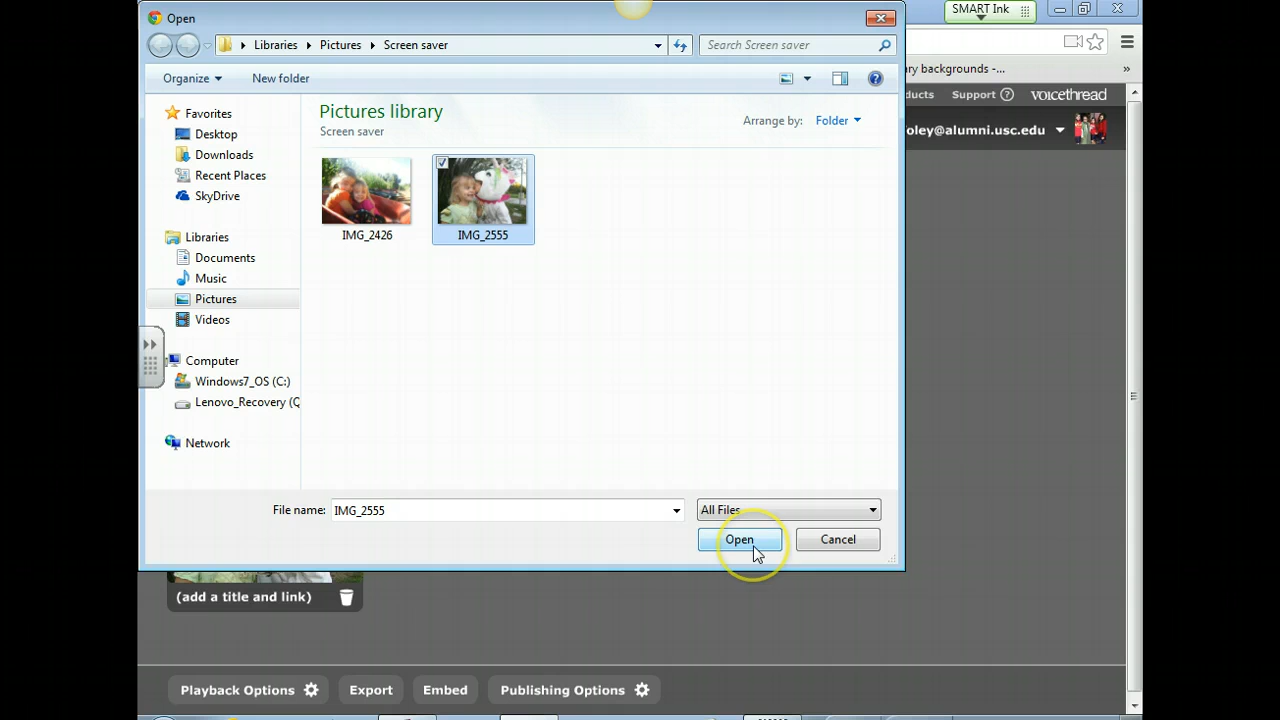 Open
SMART Ink
Libraries Pictures Screen saver
Search Screen saver
Organize
New folder
ry backgrounds -...
»
ducts
Support ?
voicethread
oley@alumni.usc.edu
Favorites
Desktop
Downloads
Recent Places
SkyDrive
Libraries
Documents
Music
Pictures
Videos
Computer
Windows7_OS (C:)
Lenovo_Recovery (Q
Network
Pictures library
Screen saver
Arrange by: Folder
IMG_2426
IMG_2555
File name: IMG_2555
All Files
Open
Cancel
(add a title and link)
Playback Options
Export
Embed
Publishing Options